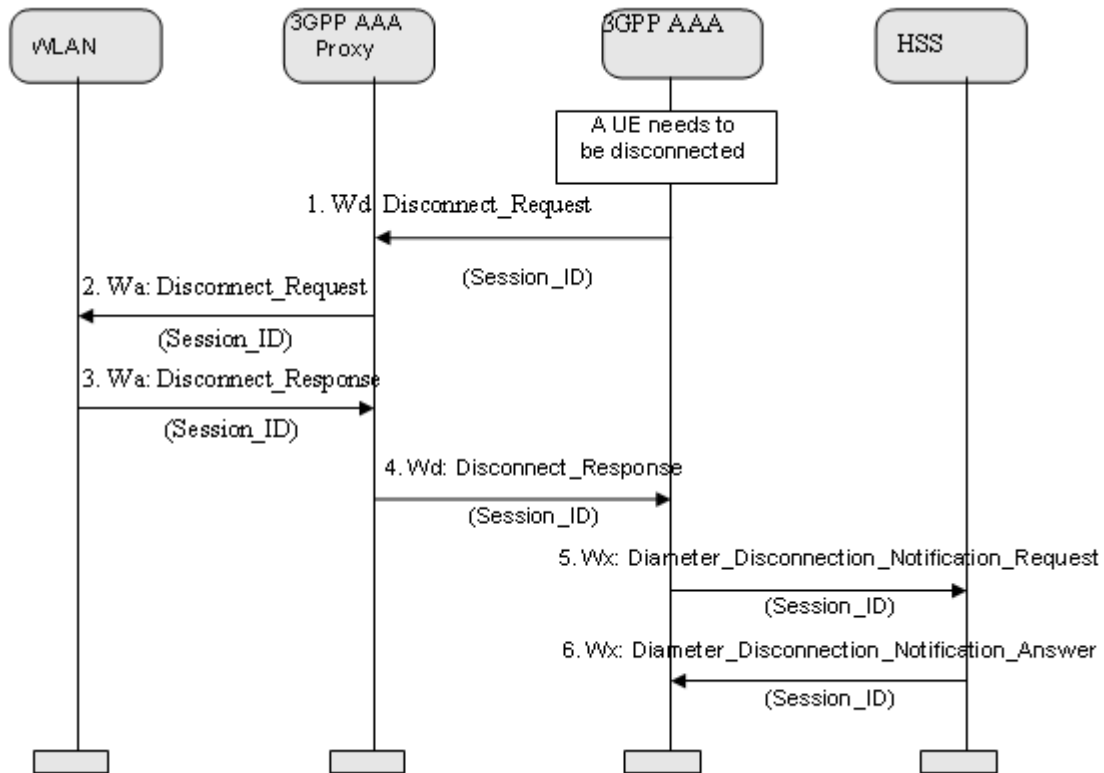 WLAN
3GPP AAA
Proxy
3GPP AAA
HSS
A UE needs to
be disconnected
1. Wd Disconnect_Request
(Session_ID)
2. Wa: Disconnect_Request
(Session_ID)
3. Wa: Disconnect_Response
(Session_ID)
4. Wd: Disconnect_Response
(Session_ID)
5. Wx: Diameter_Disconnection_Notification_Request
(Session_ID)
6. Wx: Diameter_Disconnection_Notification_Answer
(Session_ID)